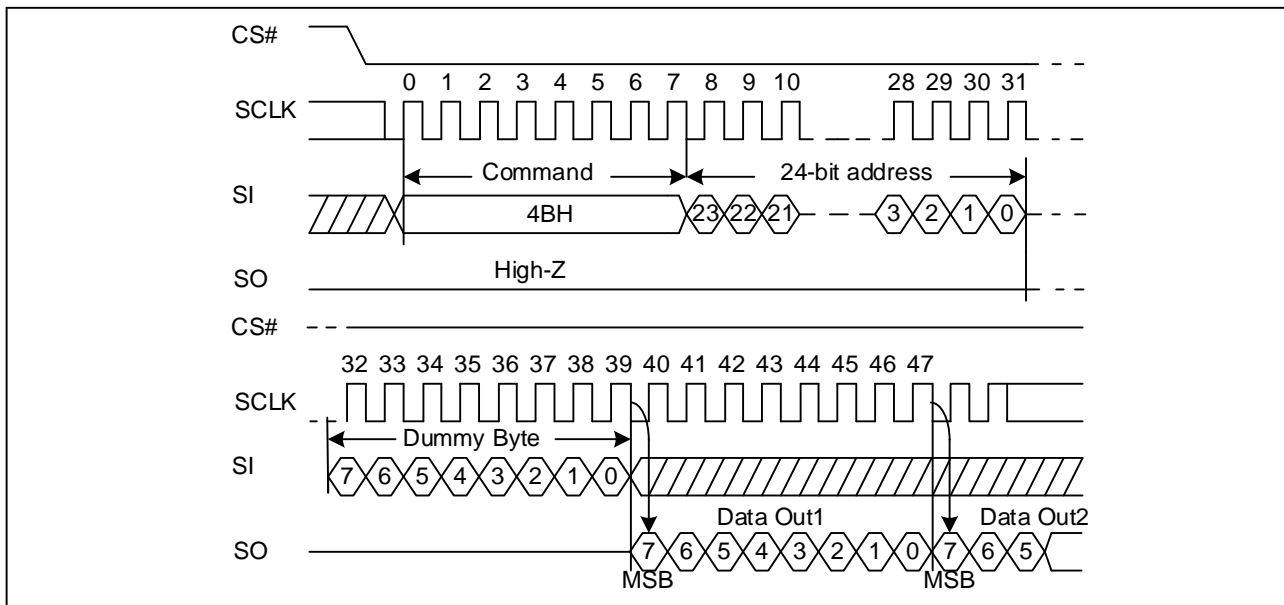 CS#
0 1 2 3 4 5 6 7 8 9 10 28 29 30 31
SCLK
Command 24-bit address
SI
4BH 23 22 21 3 2 1 0
High-Z
SO
CS#
32 33 34 35 36 37 38 39 40 41 42 43 44 45 46 47
SCLK
Dummy Byte
SI
7 6 5 4 3 2 1 0
Data Out1 Data Out2
SO
7 6 5 4 3 2 1 0 7 6 5
MSB MSB